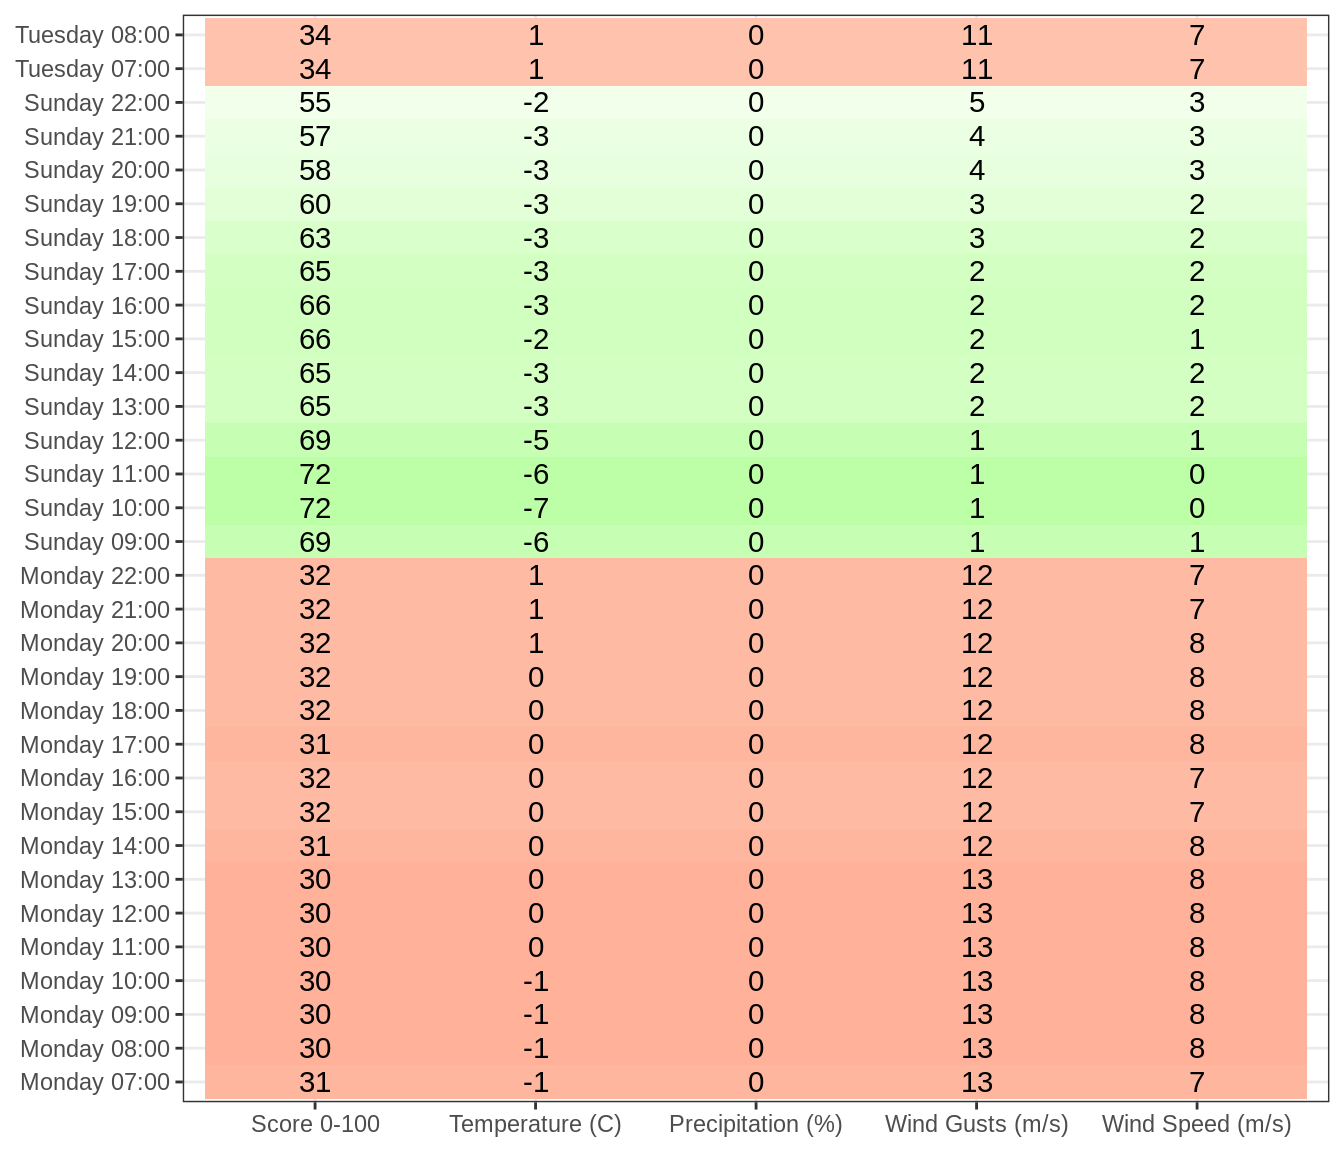 Tuesday 08:00 34 1 0 11 7
Tuesday 07:00 34 1 0 11 7
Sunday 22:00 55 -2 0 5 3
Sunday 21:00 57 -3 0 4 3
Sunday 20:00 58 -3 0 4 3
Sunday 19:00 60 -3 0 3 2
Sunday 18:00 63 -3 0 3 2
Sunday 17:00 65 -3 0 2 2
Sunday 16:00 66 -3 0 2 2
Sunday 15:00 66 -2 0 2 1
Sunday 14:00 65 -3 0 2 2
Sunday 13:00 65 -3 0 2 2
Sunday 12:00 69 -5 0 1 1
Sunday 11:00 72 -6 0 1 0
Sunday 10:00 72 -7 0 1 0
Sunday 09:00 69 -6 0 1 1
Monday 22:00 32 1 0 12 7
Monday 21:00 32 1 0 12 7
Monday 20:00 32 1 0 12 8
Monday 19:00 32 0 0 12 8
Monday 18:00 32 0 0 12 8
Monday 17:00 31 0 0 12 8
Monday 16:00 32 0 0 12 7
Monday 15:00 32 0 0 12 7
Monday 14:00 31 0 0 12 8
Monday 13:00 30 0 0 13 8
Monday 12:00 30 0 0 13 8
Monday 11:00 30 0 0 13 8
Monday 10:00 30 -1 0 13 8
Monday 09:00 30 -1 0 13 8
Monday 08:00 30 -1 0 13 8
Monday 07:00 31 -1 0 13 7
Score 0-100 Temperature (C) Precipitation (%) Wind Gusts (m/s) Wind Speed (m/s)